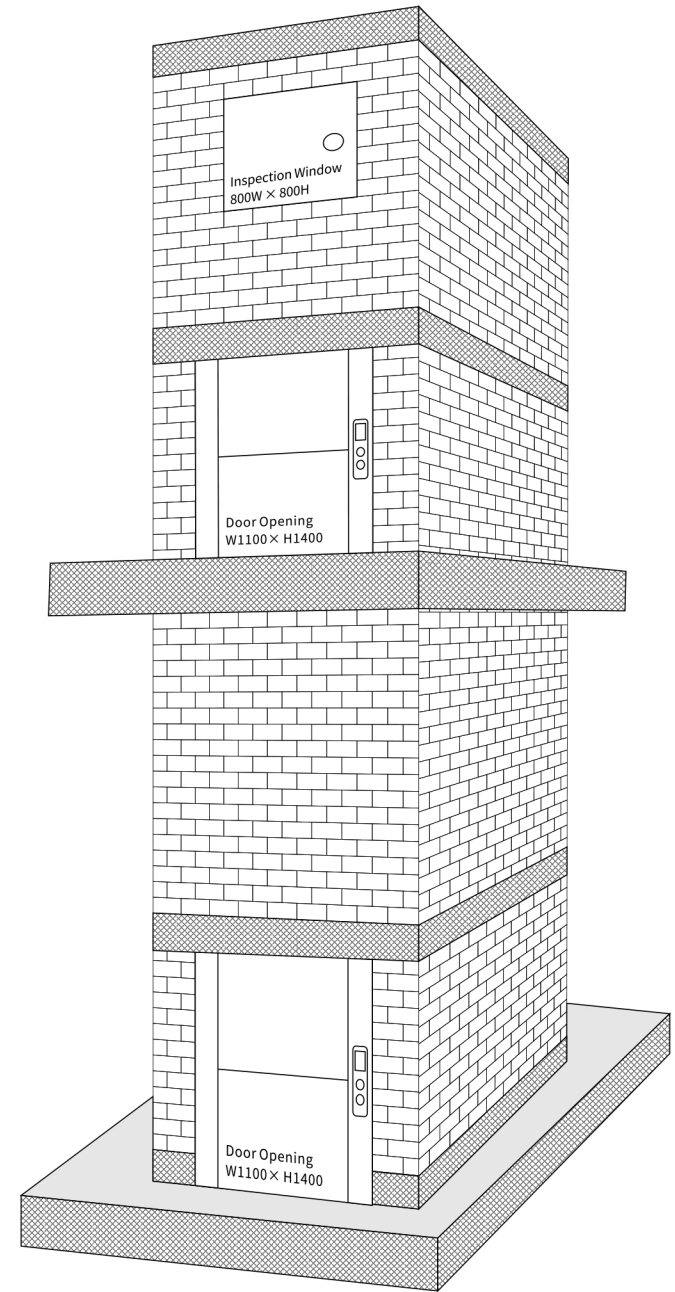 Inspection Window
800W × 800H
Door Opening
W1100× H1400
Door Opening
W1100× H1400